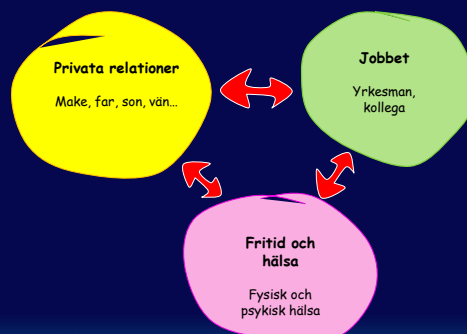 Privata relationer
Make, far, son, vän...
Jobbet
Yrkesman,
kollega
Fritid och
hälsa
Fysisk och
psykisk hälsa